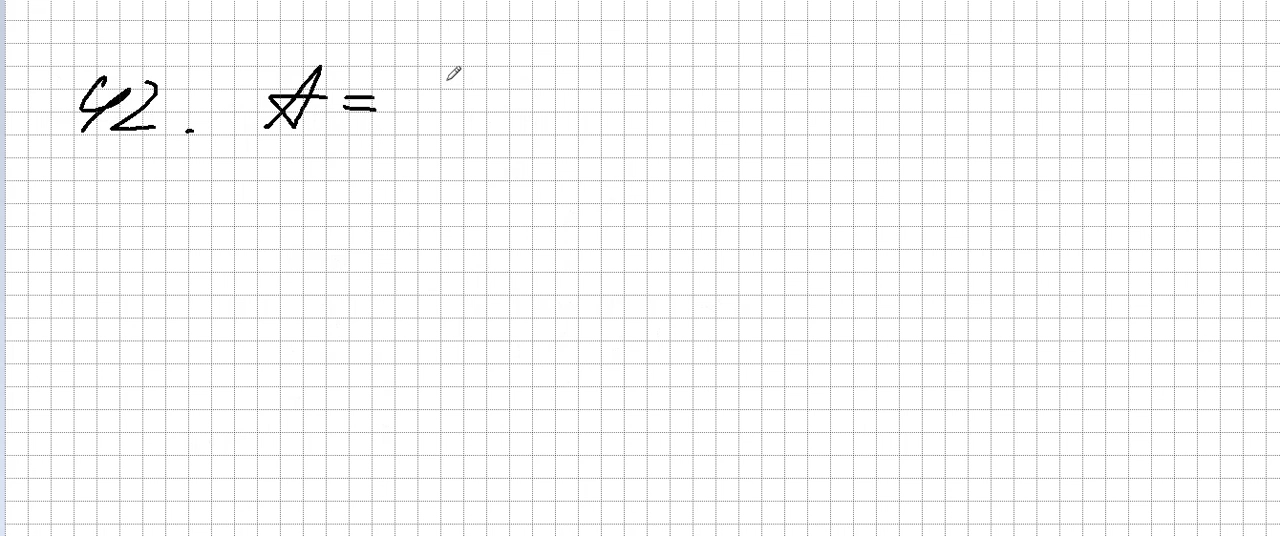 42. A =